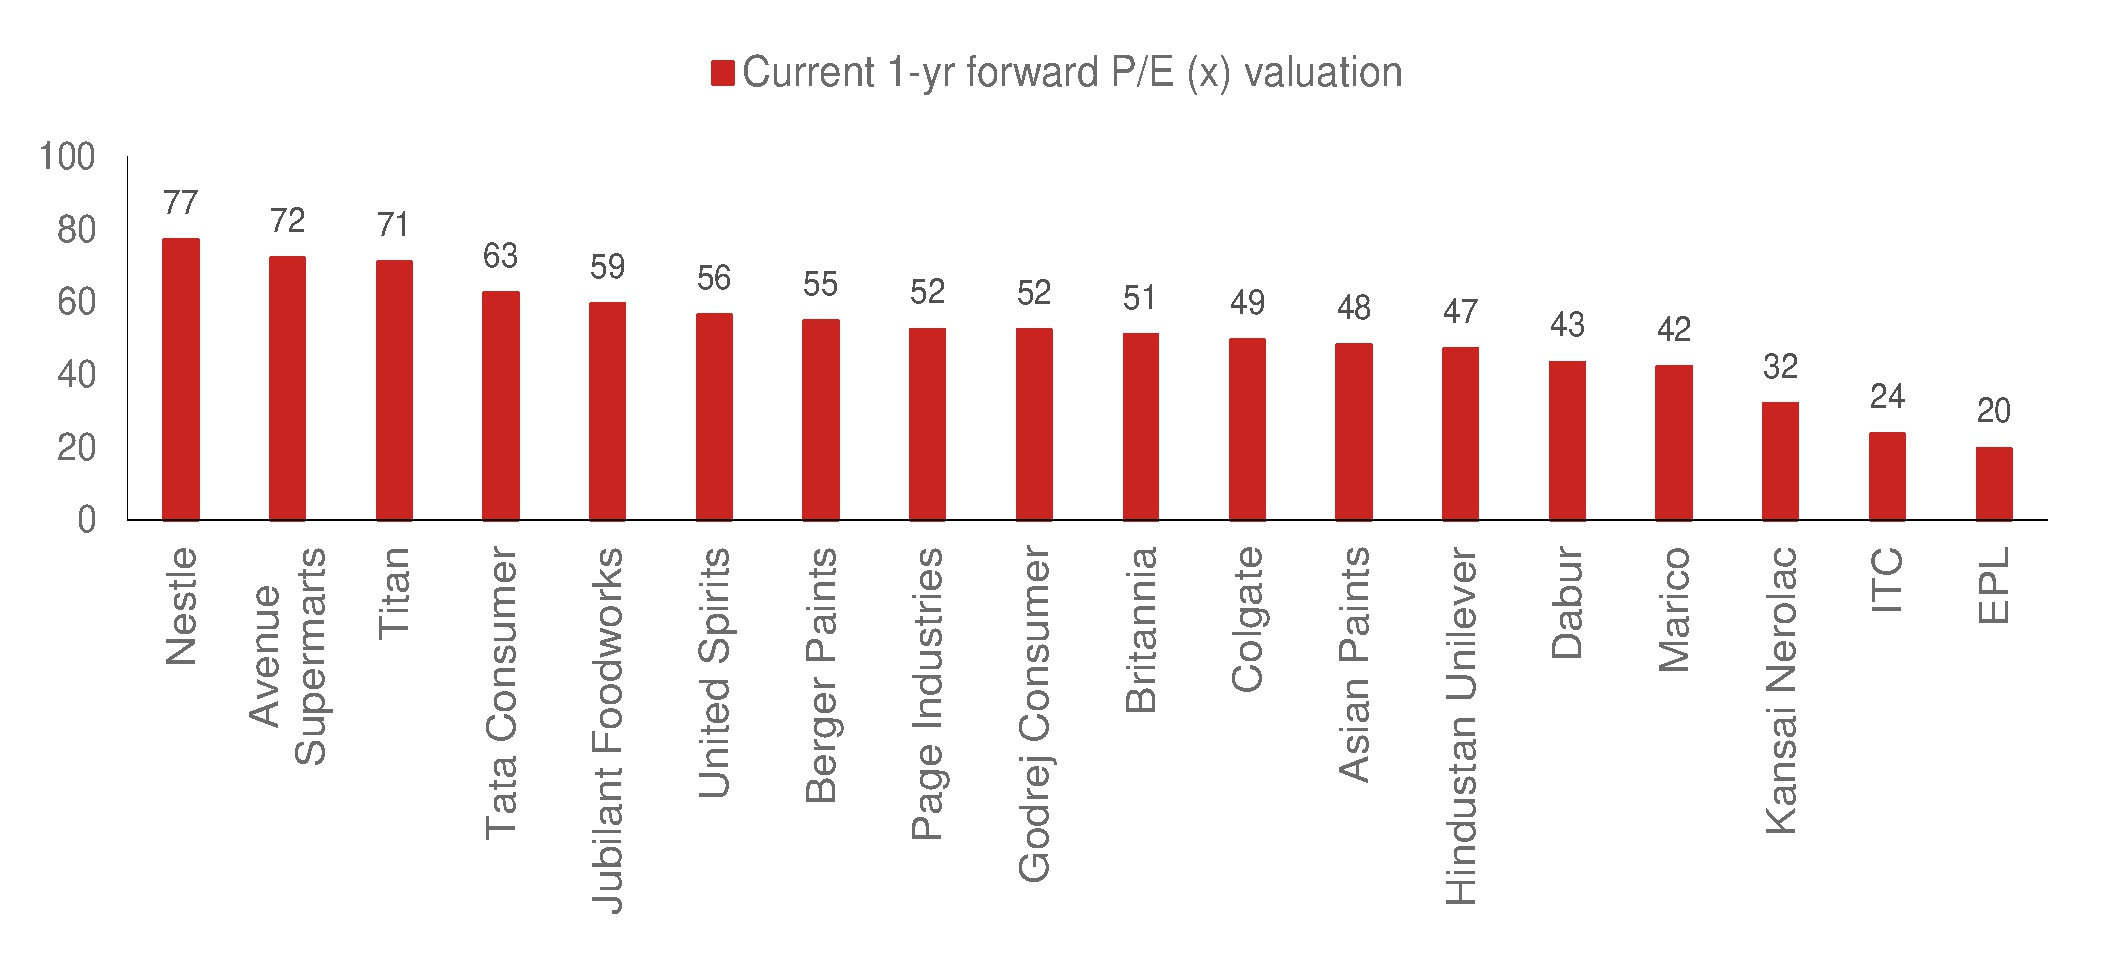 Current 1-yr forward P/E (x) valuation
100
80
60
40
20
0
77
72
71
63
59
56
55
52
52
51
49
48
47
43
42
32
24
20
Nestle
Avenue
Supermarts
Titan
Tata Consumer
Jubilant Foodworks
United Spirits
Berger Paints
Page Industries
Godrej Consumer
Britannia
Colgate
Asian Paints
Hindustan Unilever
Dabur
Marico
Kansai Nerolac
ITC
EPL